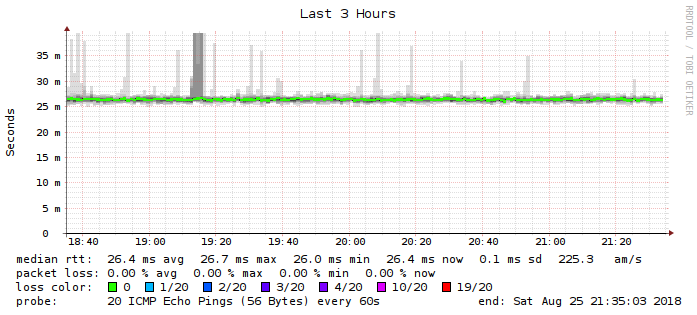 Last 3 Hours
RRDTOOL / TOBI OETIKER
Seconds
35 m
30 m
25 m
20 m
15 m
10 m
5 m
0
18:40 19:00 19:20 19:40 20:00 20:20 20:40 21:00 21:20
median rtt: 26.4 ms avg 26.7 ms max 26.0 ms min 26.4 ms now 0.1 ms sd 225.3 am/s
packet loss: 0.00 % avg 0.00 % max 0.00 % min 0.00 % now
loss color: 0 1/20 2/20 3/20 4/20 10/20 19/20
probe: 20 ICMP Echo Pings (56 Bytes) every 60s end: Sat Aug 25 21:35:03 2018